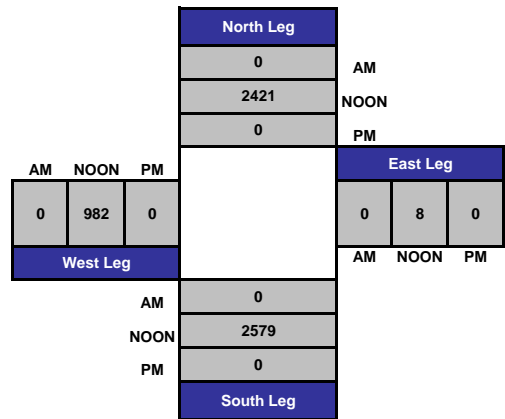 North Leg
0 AM
2421 NOON
0 PM
AM NOON PM
East Leg
0 982 0
0 8 0
West Leg
AM NOON PM
AM 0
NOON 2579
PM 0
South Leg